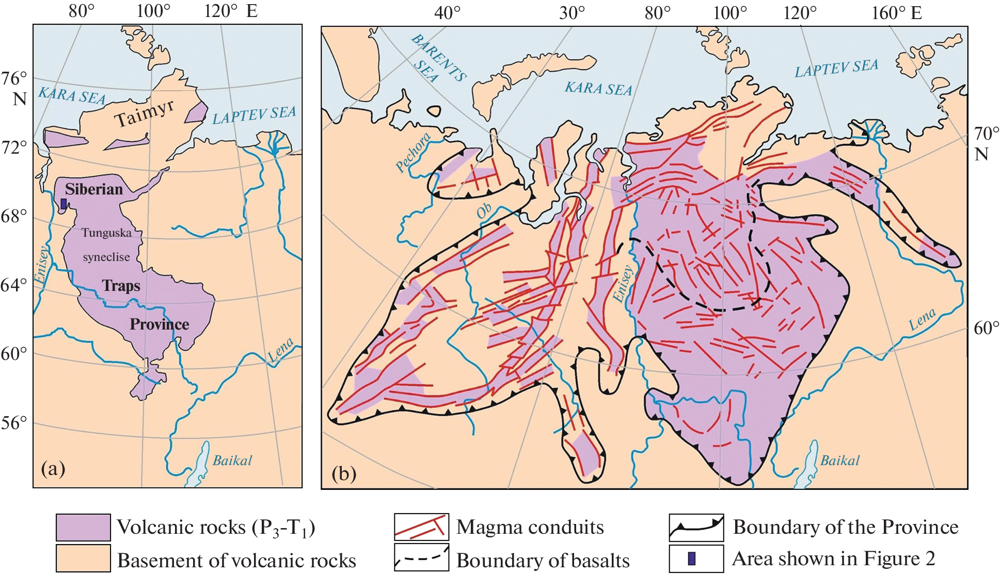 80° 100° 120° E
76°
N
72°
68°
64°
60°
56°
KARA SEA
Taimyr
LAPTEV SEA
Siberian
Tunguska
syneclise
Traps
Province
Enisey
Lena
Baikal
(a)
40° 30° 80° 100° 120° 160° E
BARENTS
SEA
KARA SEA
LAPTEV SEA
70°
N
60°
Pechora
Ob
Enisey
Lena
Baikal
(b)
Volcanic rocks (P3-T1)
Basement of volcanic rocks
Magma conduits
Boundary of basalts
Boundary of the Province
Area shown in Figure 2